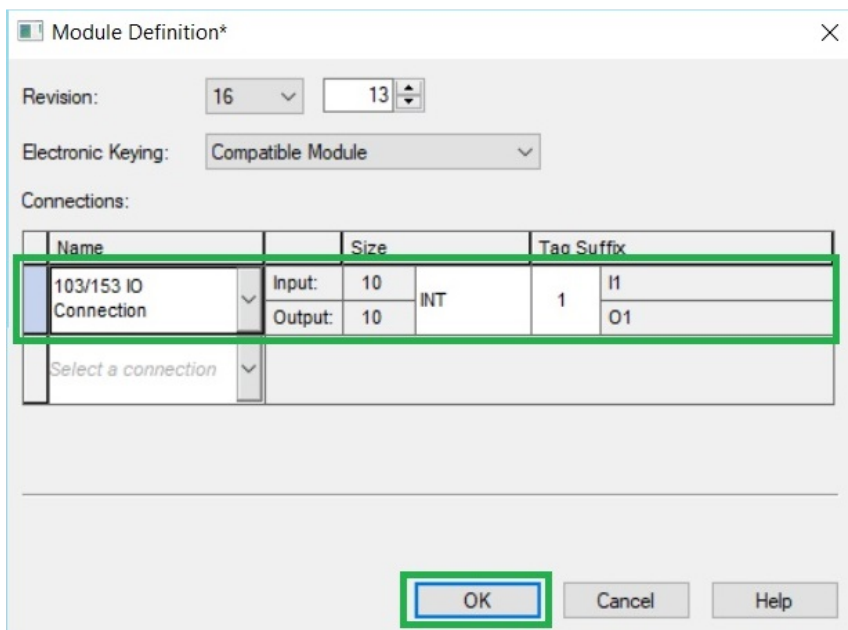 Module Definition*
Revision: 16 13
Electronic Keying: Compatible Module
Connections:
Name Size Tag Suffix
103/153 IO Connection Input: 10 INT 1 I1
Output: 10 O1
Select a connection
OK Cancel Help